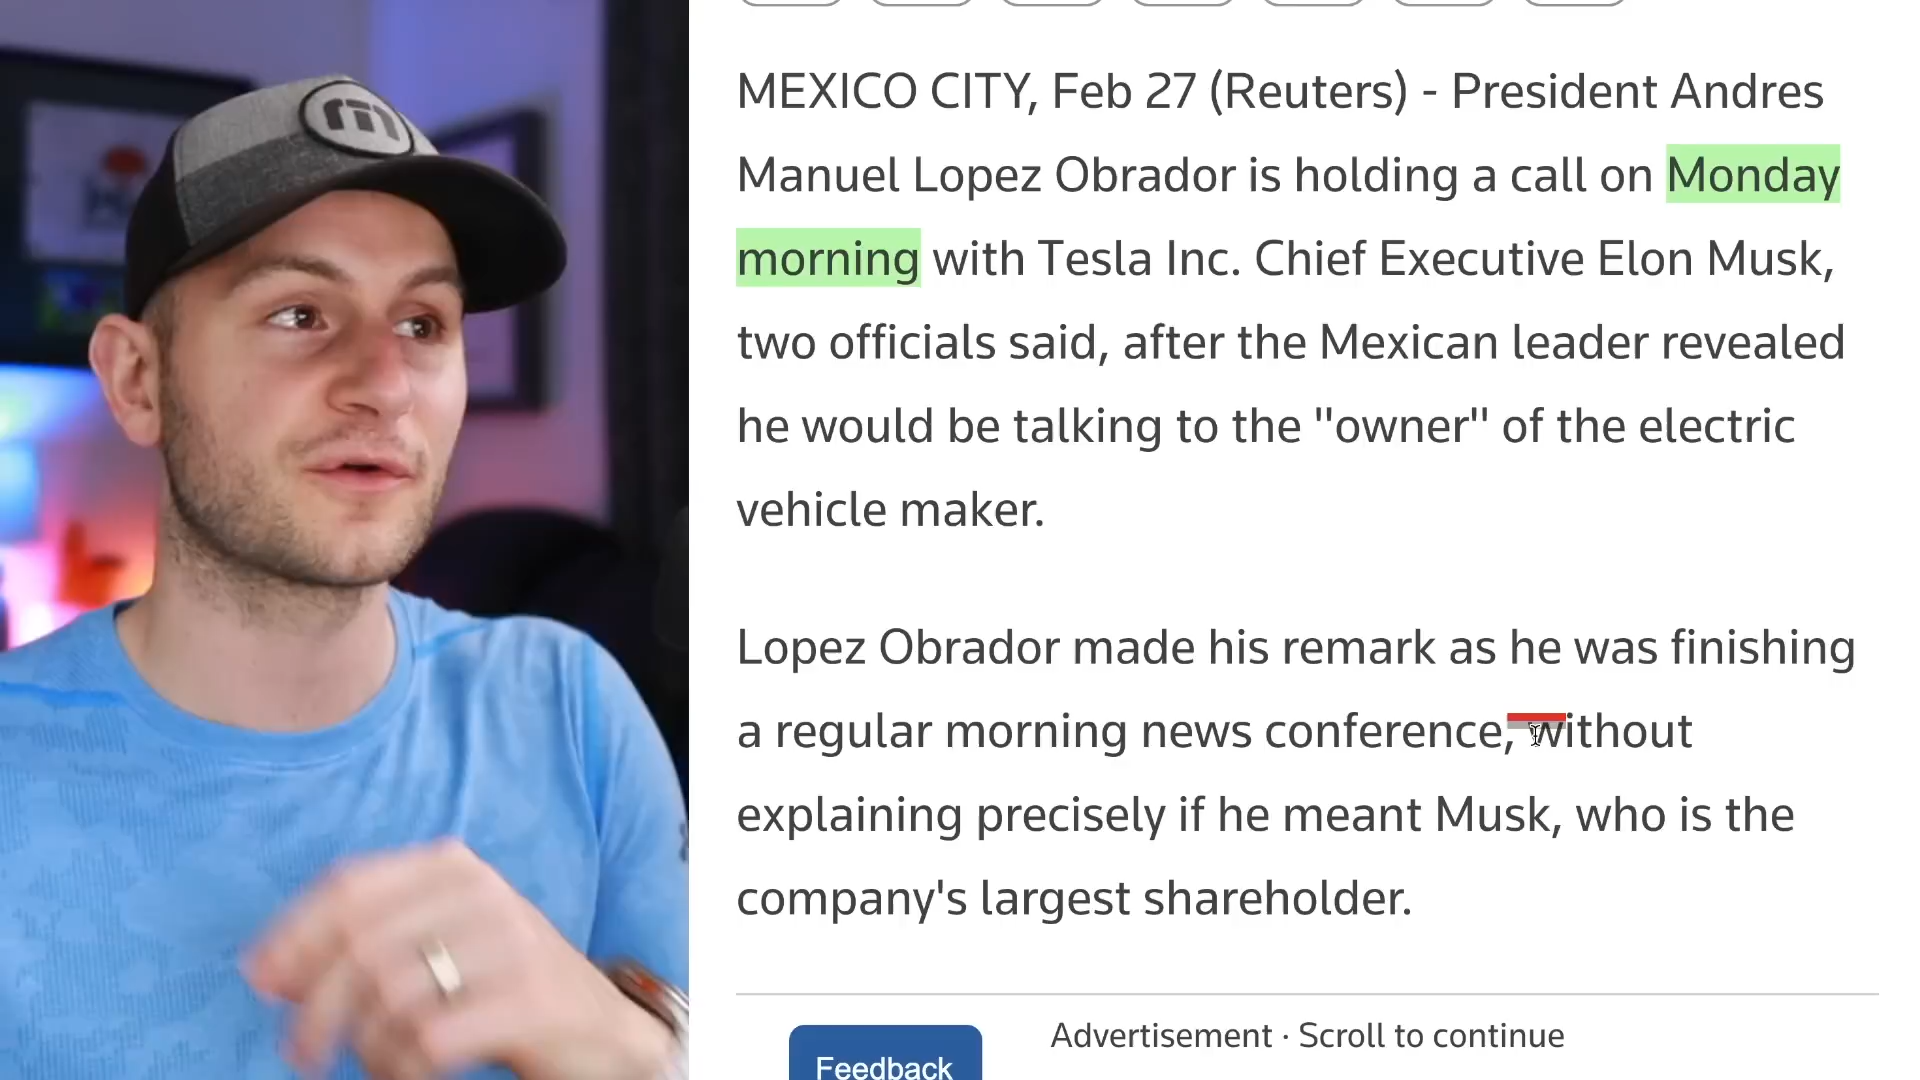 MEXICO CITY, Feb 27 (Reuters) - President Andres
Manuel Lopez Obrador is holding a call on Monday
morning with Tesla Inc. Chief Executive Elon Musk,
two officials said, after the Mexican leader revealed
he would be talking to the "owner" of the electric
vehicle maker.
Lopez Obrador made his remark as he was finishing
a regular morning news conference, without
explaining precisely if he meant Musk, who is the
company's largest shareholder.
Advertisement · Scroll to continue
Feedback